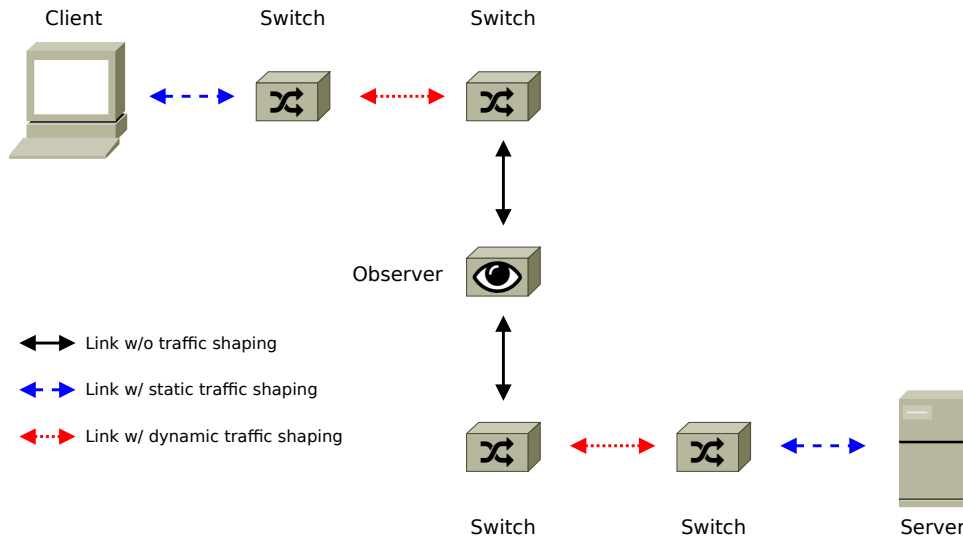 Client
Switch
Switch
Observer
Link w/o traffic shaping
Link w/ static traffic shaping
Link w/ dynamic traffic shaping
Switch
Switch
Server